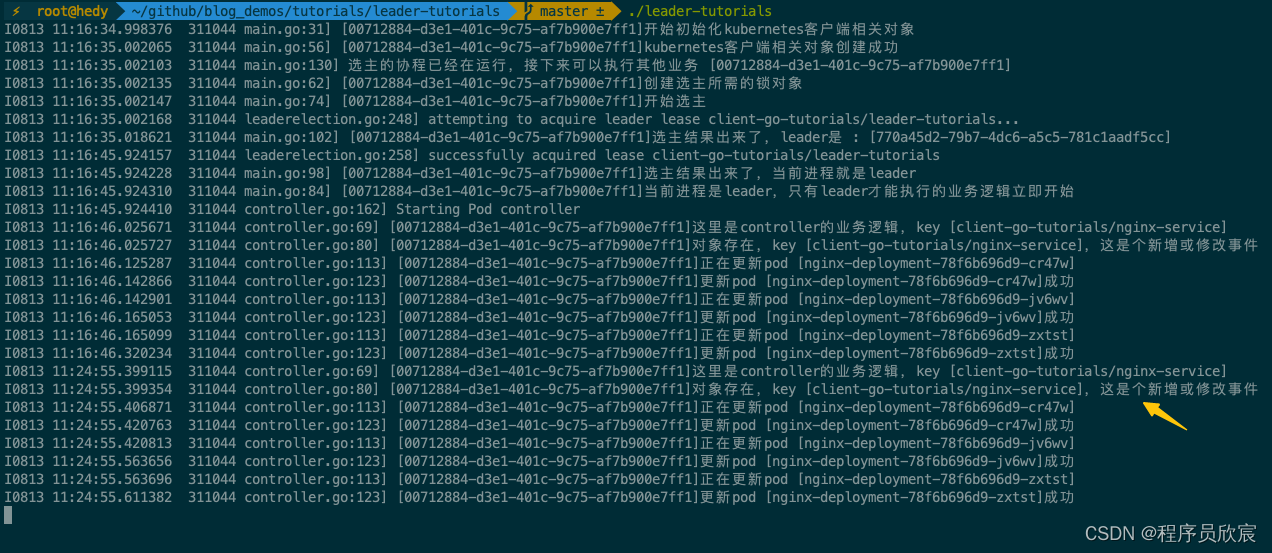 ⚡ root@hedy ~/github/blog_demos/tutorials/leader-tutorials master ± ./leader-tutorials
I0813 11:16:34.998376 311044 main.go:31] [00712884-d3e1-401c-9c75-af7b900e7ff1]开始初始化kubernetes客户端相关对象
I0813 11:16:35.002065 311044 main.go:56] [00712884-d3e1-401c-9c75-af7b900e7ff1]kubernetes客户端相关对象创建成功
I0813 11:16:35.002103 311044 main.go:130] 选主的协程已经在运行，接下来可以执行其他业务 [00712884-d3e1-401c-9c75-af7b900e7ff1]
I0813 11:16:35.002135 311044 main.go:62] [00712884-d3e1-401c-9c75-af7b900e7ff1]创建选主所需的锁对象
I0813 11:16:35.002147 311044 main.go:74] [00712884-d3e1-401c-9c75-af7b900e7ff1]开始选主
I0813 11:16:35.002168 311044 leaderelection.go:248] attempting to acquire leader lease client-go-tutorials/leader-tutorials...
I0813 11:16:35.018621 311044 main.go:102] [00712884-d3e1-401c-9c75-af7b900e7ff1]选主结果出来了，leader是 : [770a45d2-79b7-4dc6-a5c5-781c1aadf5cc]
I0813 11:16:45.924157 311044 leaderelection.go:258] successfully acquired lease client-go-tutorials/leader-tutorials
I0813 11:16:45.924228 311044 main.go:98] [00712884-d3e1-401c-9c75-af7b900e7ff1]选主结果出来了，当前进程就是leader
I0813 11:16:45.924310 311044 main.go:84] [00712884-d3e1-401c-9c75-af7b900e7ff1]当前进程是leader，只有leader才能执行的业务逻辑立即开始
I0813 11:16:45.924410 311044 controller.go:162] Starting Pod controller
I0813 11:16:46.025671 311044 controller.go:69] [00712884-d3e1-401c-9c75-af7b900e7ff1]这里是controller的业务逻辑，key [client-go-tutorials/nginx-service]
I0813 11:16:46.025727 311044 controller.go:80] [00712884-d3e1-401c-9c75-af7b900e7ff1]对象存在，key [client-go-tutorials/nginx-service]，这是个新增或修改事件
I0813 11:16:46.125287 311044 controller.go:113] [00712884-d3e1-401c-9c75-af7b900e7ff1]正在更新pod [nginx-deployment-78f6b696d9-cr47w]
I0813 11:16:46.142866 311044 controller.go:123] [00712884-d3e1-401c-9c75-af7b900e7ff1]更新pod [nginx-deployment-78f6b696d9-cr47w]成功
I0813 11:16:46.142901 311044 controller.go:113] [00712884-d3e1-401c-9c75-af7b900e7ff1]正在更新pod [nginx-deployment-78f6b696d9-jv6wv]
I0813 11:16:46.165053 311044 controller.go:123] [00712884-d3e1-401c-9c75-af7b900e7ff1]更新pod [nginx-deployment-78f6b696d9-jv6wv]成功
I0813 11:16:46.165099 311044 controller.go:113] [00712884-d3e1-401c-9c75-af7b900e7ff1]正在更新pod [nginx-deployment-78f6b696d9-zxtst]
I0813 11:16:46.320234 311044 controller.go:123] [00712884-d3e1-401c-9c75-af7b900e7ff1]更新pod [nginx-deployment-78f6b696d9-zxtst]成功
I0813 11:24:55.399115 311044 controller.go:69] [00712884-d3e1-401c-9c75-af7b900e7ff1]这里是controller的业务逻辑，key [client-go-tutorials/nginx-service]
I0813 11:24:55.399354 311044 controller.go:80] [00712884-d3e1-401c-9c75-af7b900e7ff1]对象存在，key [client-go-tutorials/nginx-service]，这是个新增或修改事件
I0813 11:24:55.406871 311044 controller.go:113] [00712884-d3e1-401c-9c75-af7b900e7ff1]正在更新pod [nginx-deployment-78f6b696d9-cr47w]
I0813 11:24:55.420763 311044 controller.go:123] [00712884-d3e1-401c-9c75-af7b900e7ff1]更新pod [nginx-deployment-78f6b696d9-cr47w]成功
I0813 11:24:55.420813 311044 controller.go:113] [00712884-d3e1-401c-9c75-af7b900e7ff1]正在更新pod [nginx-deployment-78f6b696d9-jv6wv]
I0813 11:24:55.563656 311044 controller.go:123] [00712884-d3e1-401c-9c75-af7b900e7ff1]更新pod [nginx-deployment-78f6b696d9-jv6wv]成功
I0813 11:24:55.563696 311044 controller.go:113] [00712884-d3e1-401c-9c75-af7b900e7ff1]正在更新pod [nginx-deployment-78f6b696d9-zxtst]
I0813 11:24:55.611382 311044 controller.go:123] [00712884-d3e1-401c-9c75-af7b900e7ff1]更新pod [nginx-deployment-78f6b696d9-zxtst]成功
CSDN @程序员欣宸